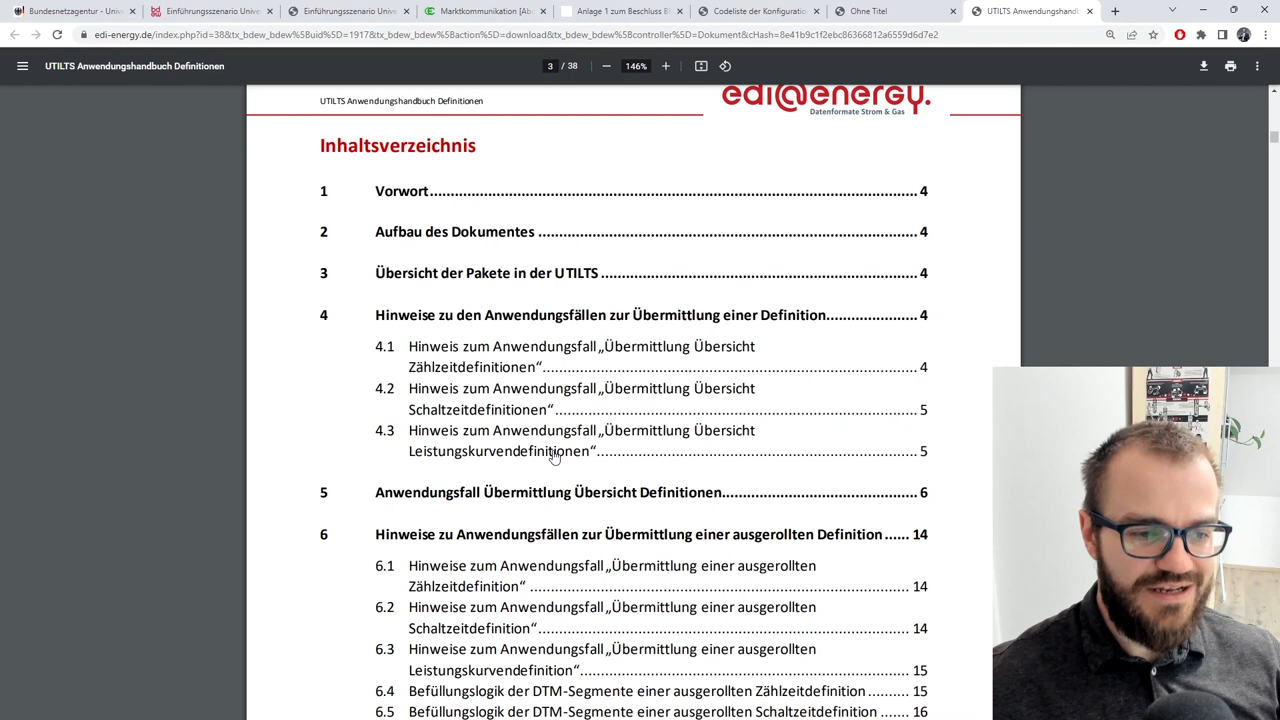 Bundesnetzagentur
Einführungsszenario Unive
Einführungsszenario Unive
Marktkommunikation [Abo
Anlage 1 zum Beschluss B
Codeliste der Konfiguratio
Ohne Titel
UTILTS Anwendungshandb
edi-energy.de/index.php?id=38&tx_bdew_bdew%5Buid%5D=1917&tx_bdew_bdew%5Baction%5D=download&tx_bdew_bdew%5Bcontroller%5D=Dokument&cHash=8e41b9c1f2ebc86366812a6559d6d7e2
UTILTS Anwendungshandbuch Definitionen
3 / 38
146%
UTILTS Anwendungshandbuch Definitionen
edi@energy.
Datenformate Strom & Gas
Inhaltsverzeichnis
1 Vorwort 4
2 Aufbau des Dokumentes 4
3 Übersicht der Pakete in der UTILTS 4
4 Hinweise zu den Anwendungsfällen zur Übermittlung einer Definition 4
4.1 Hinweis zum Anwendungsfall „Übermittlung Übersicht
Zählzeitdefinitionen“ 4
4.2 Hinweis zum Anwendungsfall „Übermittlung Übersicht
Schaltzeitdefinitionen“ 5
4.3 Hinweis zum Anwendungsfall „Übermittlung Übersicht
Leistungskurvendefinitionen“ 5
5 Anwendungsfall Übermittlung Übersicht Definitionen 6
6 Hinweise zu Anwendungsfällen zur Übermittlung einer ausgerollten Definition 14
6.1 Hinweise zum Anwendungsfall „Übermittlung einer ausgerollten
Zählzeitdefinition“ 14
6.2 Hinweise zum Anwendungsfall „Übermittlung einer ausgerollten
Schaltzeitdefinition“ 14
6.3 Hinweise zum Anwendungsfall „Übermittlung einer ausgerollten
Leistungskurvendefinition“ 15
6.4 Befüllungslogik der DTM-Segmente einer ausgerollten Zählzeitdefinition 15
6.5 Befüllungslogik der DTM-Segmente einer ausgerollten Schaltzeitdefinition 16